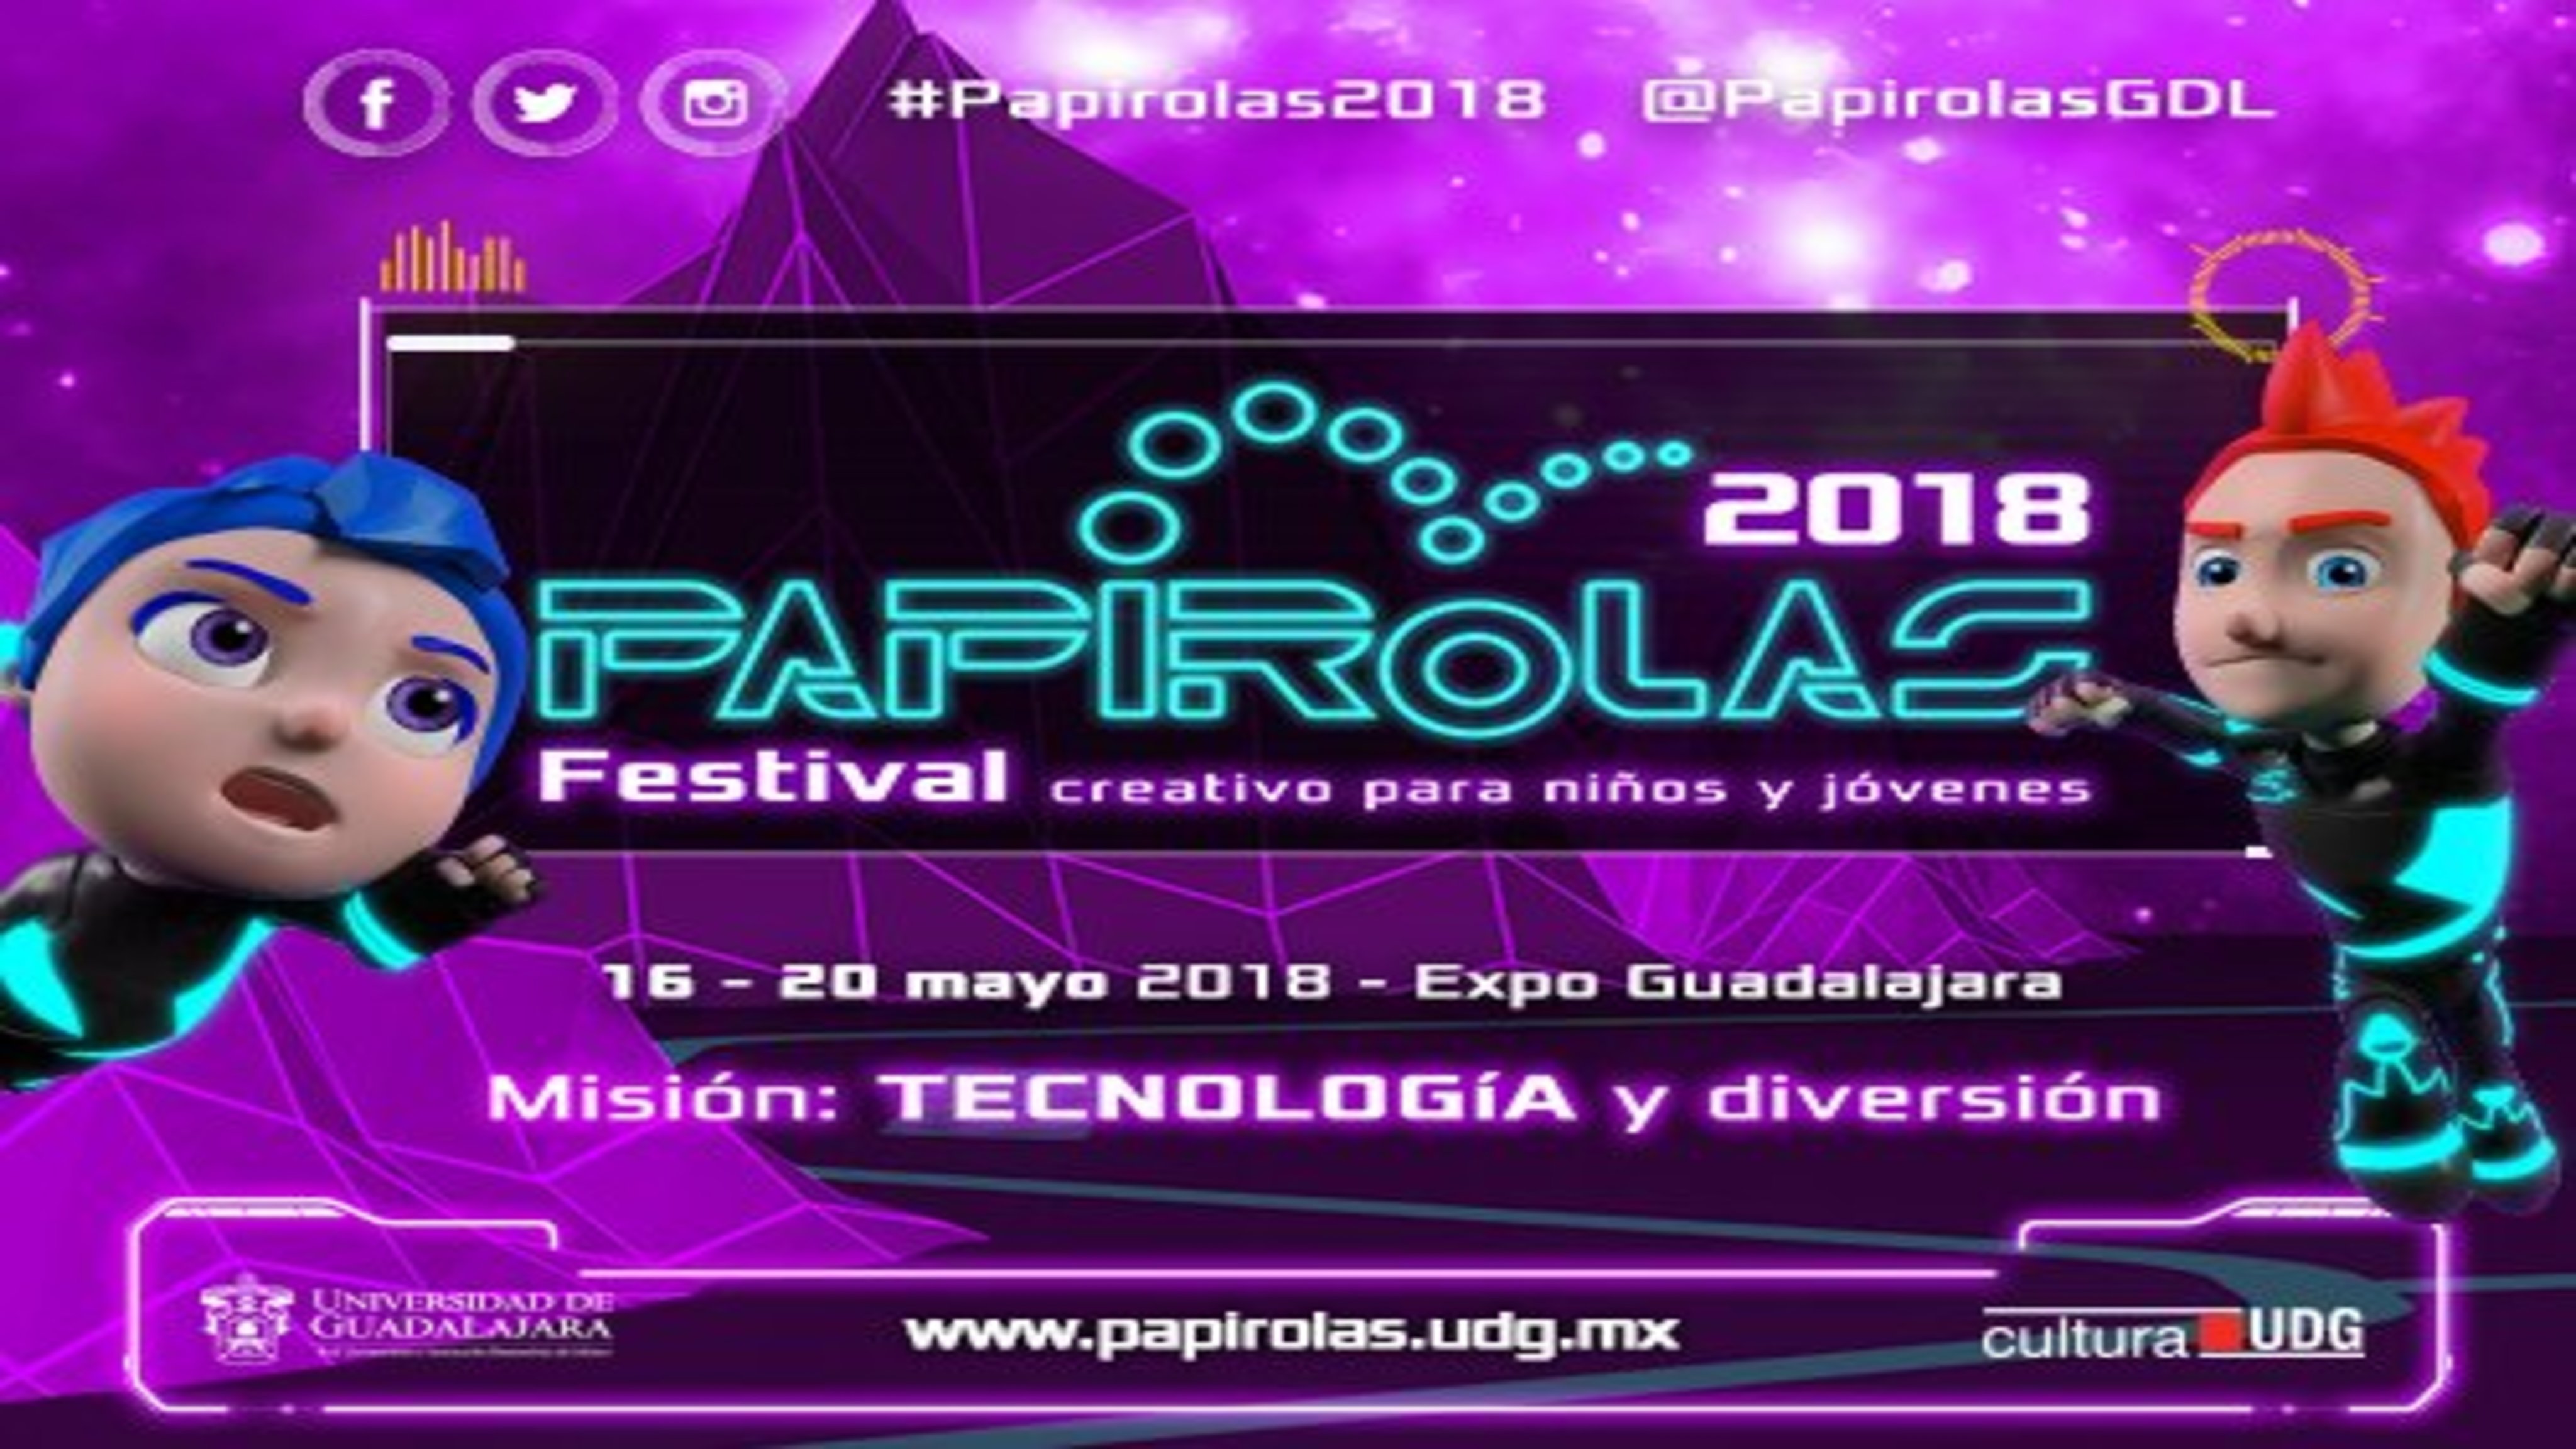 #Papirolas2018 @PapirolasGDL
2018
PAPIROLAS
Festival creativo para niños y jóvenes
16 - 20 mayo 2018 - Expo Guadalajara
Misión: TECNOLOGíA y diversión
UNIVERSIDAD DE
GUADALAJARA
www.papirolas.udg.mx
cultura UDG